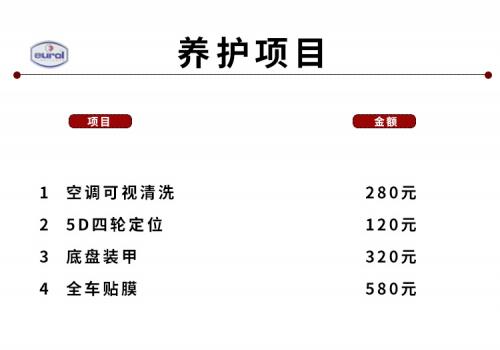 eurol
养护项目
项目 金额
1 空调可视清洗 280元
2 5D四轮定位 120元
3 底盘装甲 320元
4 全车贴膜 580元